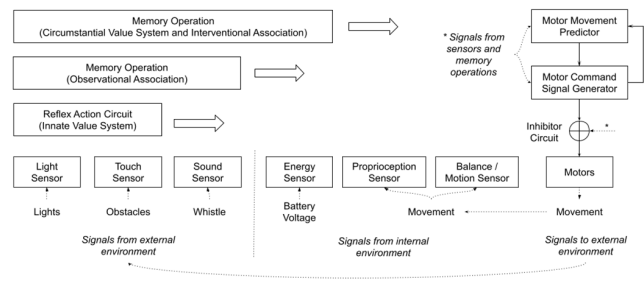 Memory Operation
(Circumstantial Value System and Interventional Association)
Memory Operation
(Observational Association)
Reflex Action Circuit
(Innate Value System)
* Signals from
sensors and
memory
operations
Motor Movement
Predictor
Motor Command
Signal Generator
Inhibitor
Circuit
*
Light
Sensor
Touch
Sensor
Sound
Sensor
Energy
Sensor
Proprioception
Sensor
Balance /
Motion Sensor
Motors
Lights
Obstacles
Whistle
Battery
Voltage
Movement
Movement
Signals from external
environment
Signals from internal
environment
Signals to external
environment